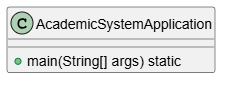 C AcademicSystemApplication
main(String[] args) static